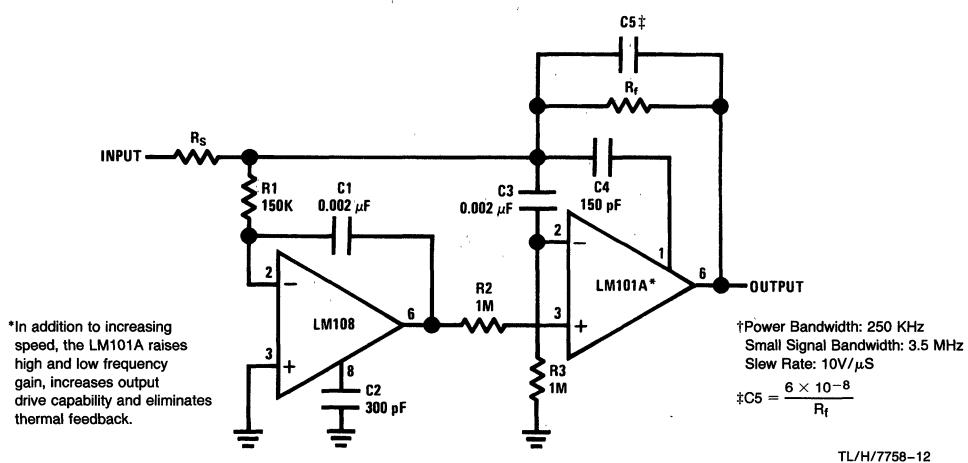 C5‡
Rf
INPUT
RS
R1
150K
C1
0.002 μF
C3
0.002 μF
C4
150 pF
2
3
6
8
LM108
C2
300 pF
R2
1M
2
3
1
6
LM101A*
OUTPUT
R3
1M
*In addition to increasing
speed, the LM101A raises
high and low frequency
gain, increases output
drive capability and eliminates
thermal feedback.
†Power Bandwidth: 250 KHz
Small Signal Bandwidth: 3.5 MHz
Slew Rate: 10V/μS
‡C5 = 6 × 10−8 / Rf
TL/H/7758–12